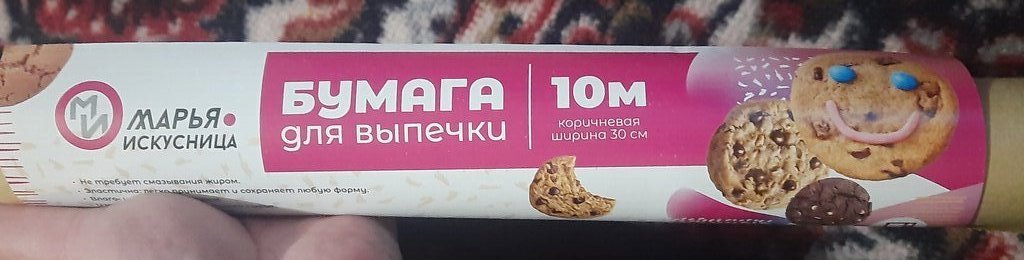 МИ
МАРЬЯ
ИСКУСНИЦА
БУМАГА
для выпечки
10м
коричневая
ширина 30 см
• Не требует смазывания жиром.
• Эластична: легко принимает и сохраняет любую форму.